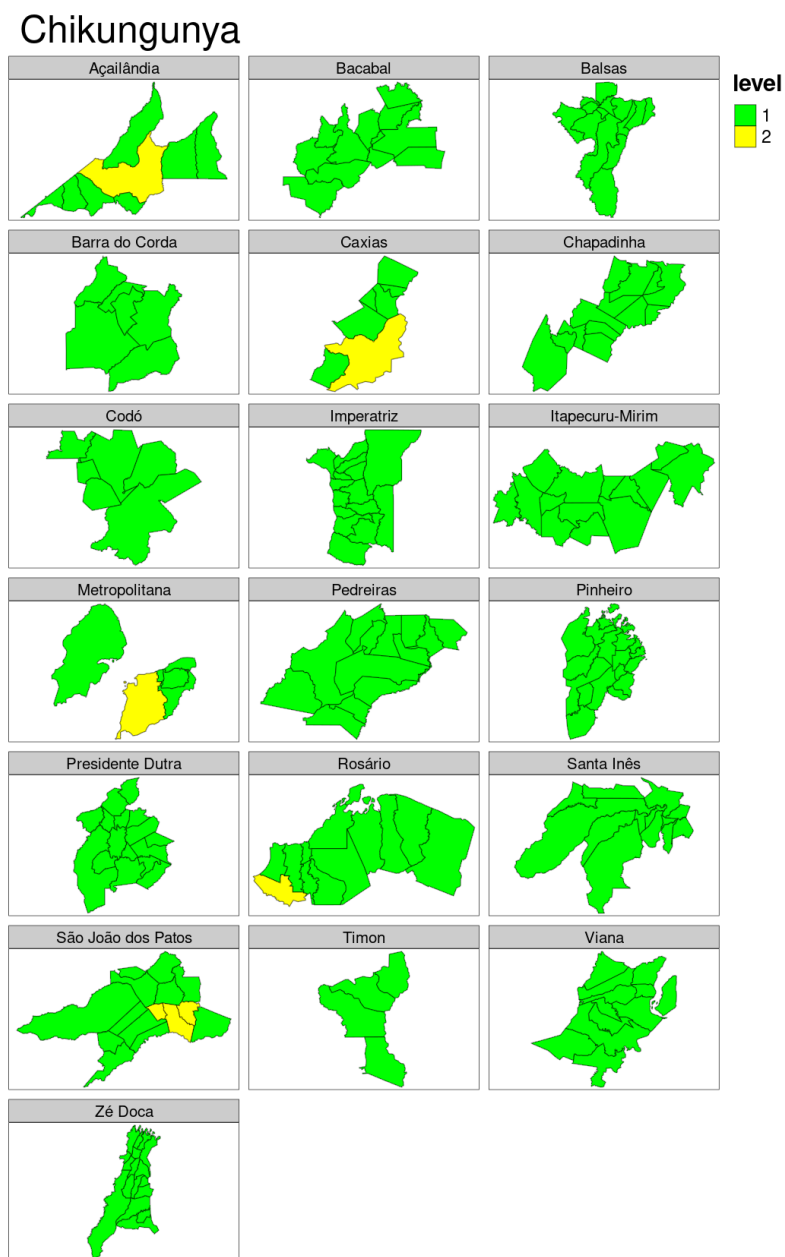 Chikungunya
Açailândia
Bacabal
Balsas
level
1
2
Barra do Corda
Caxias
Chapadinha
Codó
Imperatriz
Itapecuru-Mirim
Metropolitana
Pedreiras
Pinheiro
Presidente Dutra
Rosário
Santa Inês
São João dos Patos
Timon
Viana
Zé Doca